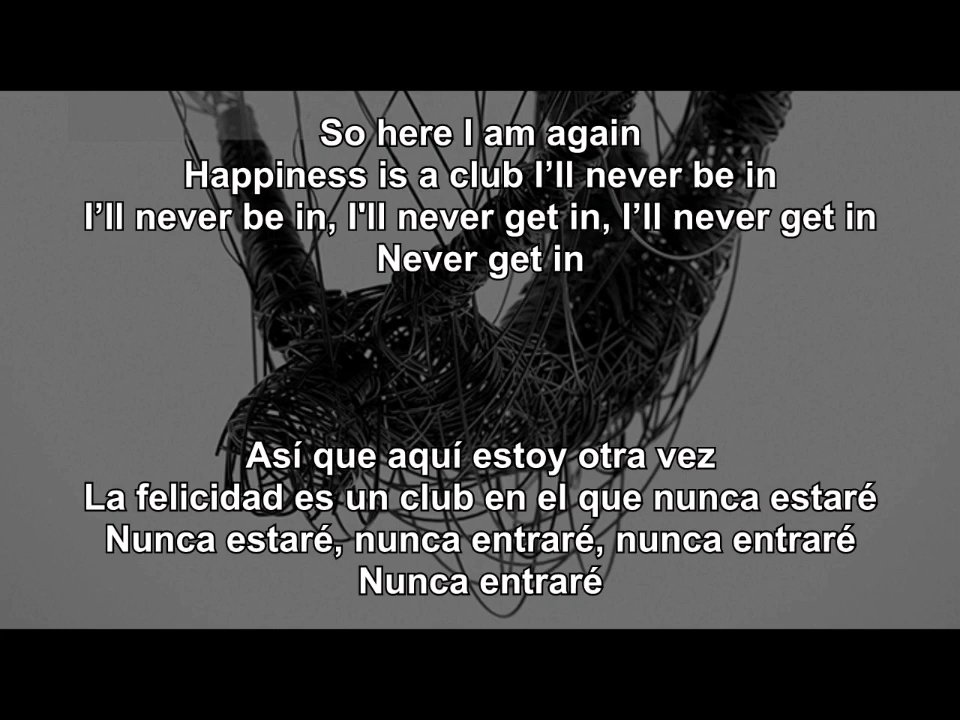 So here I am again
Happiness is a club I’ll never be in
I’ll never be in, I'll never get in, I’ll never get in
Never get in
Así que aquí estoy otra vez
La felicidad es un club en el que nunca estaré
Nunca estaré, nunca entraré, nunca entraré
Nunca entraré